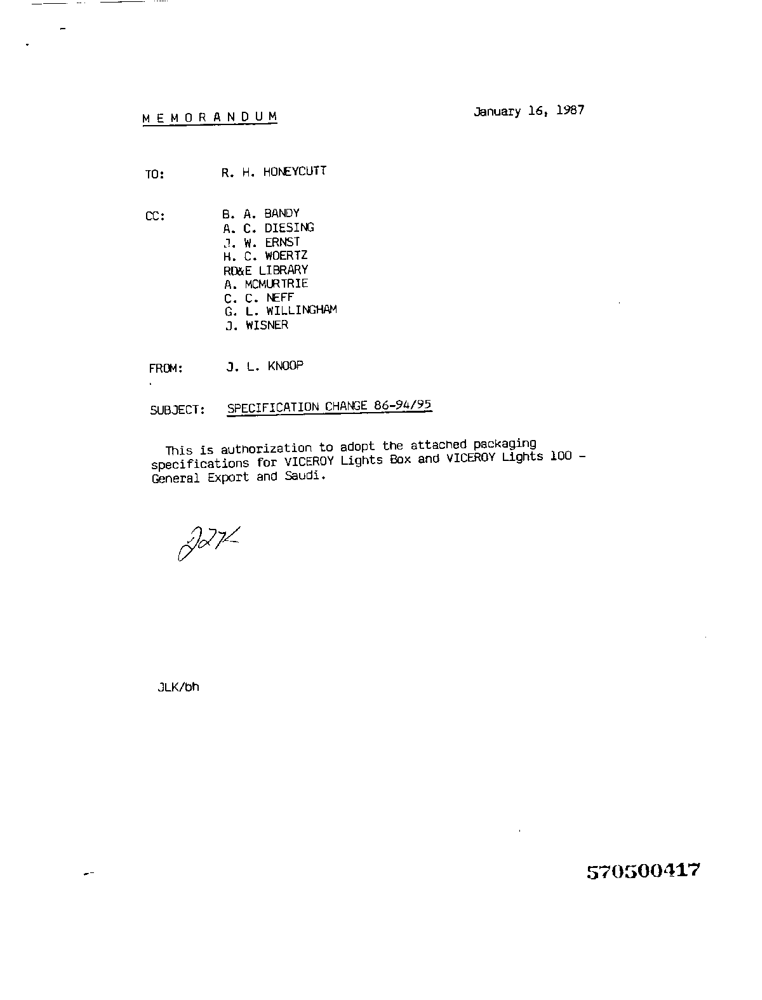 MEMORANDUM
January 16, 1987
TO: R. H. HONEYCUTT
CC: B. A. BANDY
A. C. DIESING
J. W. ERNST
H. C. WOERTZ
RD&E LIBRARY
A. MCMURTRIE
C. C. NEFF
G. L. WILLINGHAM
J. WISNER
FROM: J. L. KNOOP
SUBJECT: SPECIFICATION CHANGE 86-94/95
This is authorization to adopt the attached packaging
specifications for VICEROY Lights Box and VICEROY Lights 100 -
General Export and Saudi.
JLK
JLK/bh
570500417